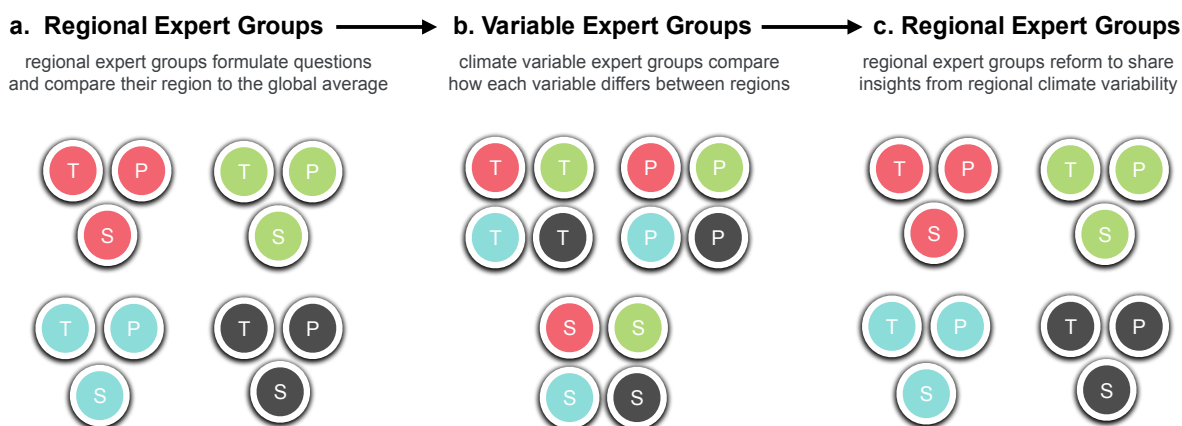 a. Regional Expert Groups
b. Variable Expert Groups
c. Regional Expert Groups
regional expert groups formulate questions
and compare their region to the global average
climate variable expert groups compare
how each variable differs between regions
regional expert groups reform to share
insights from regional climate variability
T P T P
S S
T P T P
S S
T T P P
T T P P
S S
S S
T P T P
S S
T P T P
S S